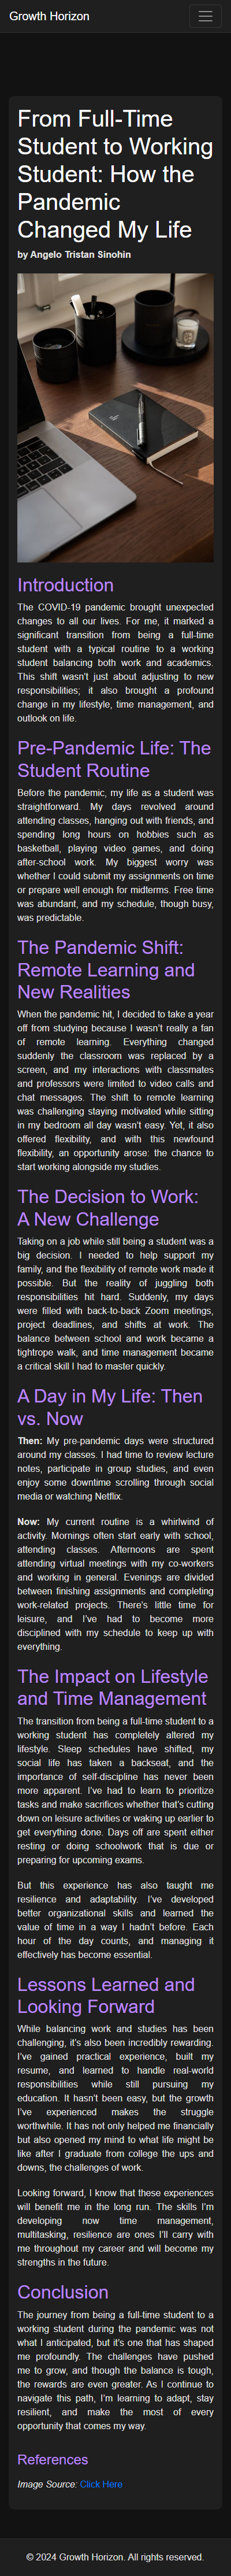 Growth Horizon
From Full-Time
Student to Working
Student: How the
Pandemic
Changed My Life
by Angelo Tristan Sinohin
Introduction
The COVID-19 pandemic brought unexpected
changes to all our lives. For me, it marked a
significant transition from being a full-time
student with a typical routine to a working
student balancing both work and academics.
This shift wasn't just about adjusting to new
responsibilities; it also brought a profound
change in my lifestyle, time management, and
outlook on life.
Pre-Pandemic Life: The
Student Routine
Before the pandemic, my life as a student was
straightforward. My days revolved around
attending classes, hanging out with friends, and
spending long hours on hobbies such as
basketball, playing video games, and doing
after-school work. My biggest worry was
whether I could submit my assignments on time
or prepare well enough for midterms. Free time
was abundant, and my schedule, though busy,
was predictable.
The Pandemic Shift:
Remote Learning and
New Realities
When the pandemic hit, I decided to take a year
off from studying because I wasn't really a fan
of remote learning. Everything changed
suddenly the classroom was replaced by a
screen, and my interactions with classmates
and professors were limited to video calls and
chat messages. The shift to remote learning
was challenging staying motivated while sitting
in my bedroom all day wasn't easy. Yet, it also
offered flexibility, and with this newfound
flexibility, an opportunity arose: the chance to
start working alongside my studies.
The Decision to Work:
A New Challenge
Taking on a job while still being a student was a
big decision. I needed to help support my
family, and the flexibility of remote work made it
possible. But the reality of juggling both
responsibilities hit hard. Suddenly, my days
were filled with back-to-back Zoom meetings,
project deadlines, and shifts at work. The
balance between school and work became a
tightrope walk, and time management became
a critical skill I had to master quickly.
A Day in My Life: Then
vs. Now
Then: My pre-pandemic days were structured
around my classes. I had time to review lecture
notes, participate in group studies, and even
enjoy some downtime scrolling through social
media or watching Netflix.
Now: My current routine is a whirlwind of
activity. Mornings often start early with school,
attending classes. Afternoons are spent
attending virtual meetings with my co-workers
and working in general. Evenings are divided
between finishing assignments and completing
work-related projects. There's little time for
leisure, and I've had to become more
disciplined with my schedule to keep up with
everything.
The Impact on Lifestyle
and Time Management
The transition from being a full-time student to a
working student has completely altered my
lifestyle. Sleep schedules have shifted, my
social life has taken a backseat, and the
importance of self-discipline has never been
more apparent. I've had to learn to prioritize
tasks and make sacrifices whether that's cutting
down on leisure activities or waking up earlier to
get everything done. Days off are spent either
resting or doing schoolwork that is due or
preparing for upcoming exams.
But this experience has also taught me
resilience and adaptability. I've developed
better organizational skills and learned the
value of time in a way I hadn't before. Each
hour of the day counts, and managing it
effectively has become essential.
Lessons Learned and
Looking Forward
While balancing work and studies has been
challenging, it's also been incredibly rewarding.
I've gained practical experience, built my
resume, and learned to handle real-world
responsibilities while still pursuing my
education. It hasn't been easy, but the growth
I've experienced makes the struggle
worthwhile. It has not only helped me financially
but also opened my mind to what life might be
like after I graduate from college the ups and
downs, the challenges of work.
Looking forward, I know that these experiences
will benefit me in the long run. The skills I'm
developing now time management,
multitasking, resilience are ones I'll carry with
me throughout my career and will become my
strengths in the future.
Conclusion
The journey from being a full-time student to a
working student during the pandemic was not
what I anticipated, but it's one that has shaped
me profoundly. The challenges have pushed
me to grow, and though the balance is tough,
the rewards are even greater. As I continue to
navigate this path, I'm learning to adapt, stay
resilient, and make the most of every
opportunity that comes my way.
References
Image Source: Click Here
© 2024 Growth Horizon. All rights reserved.